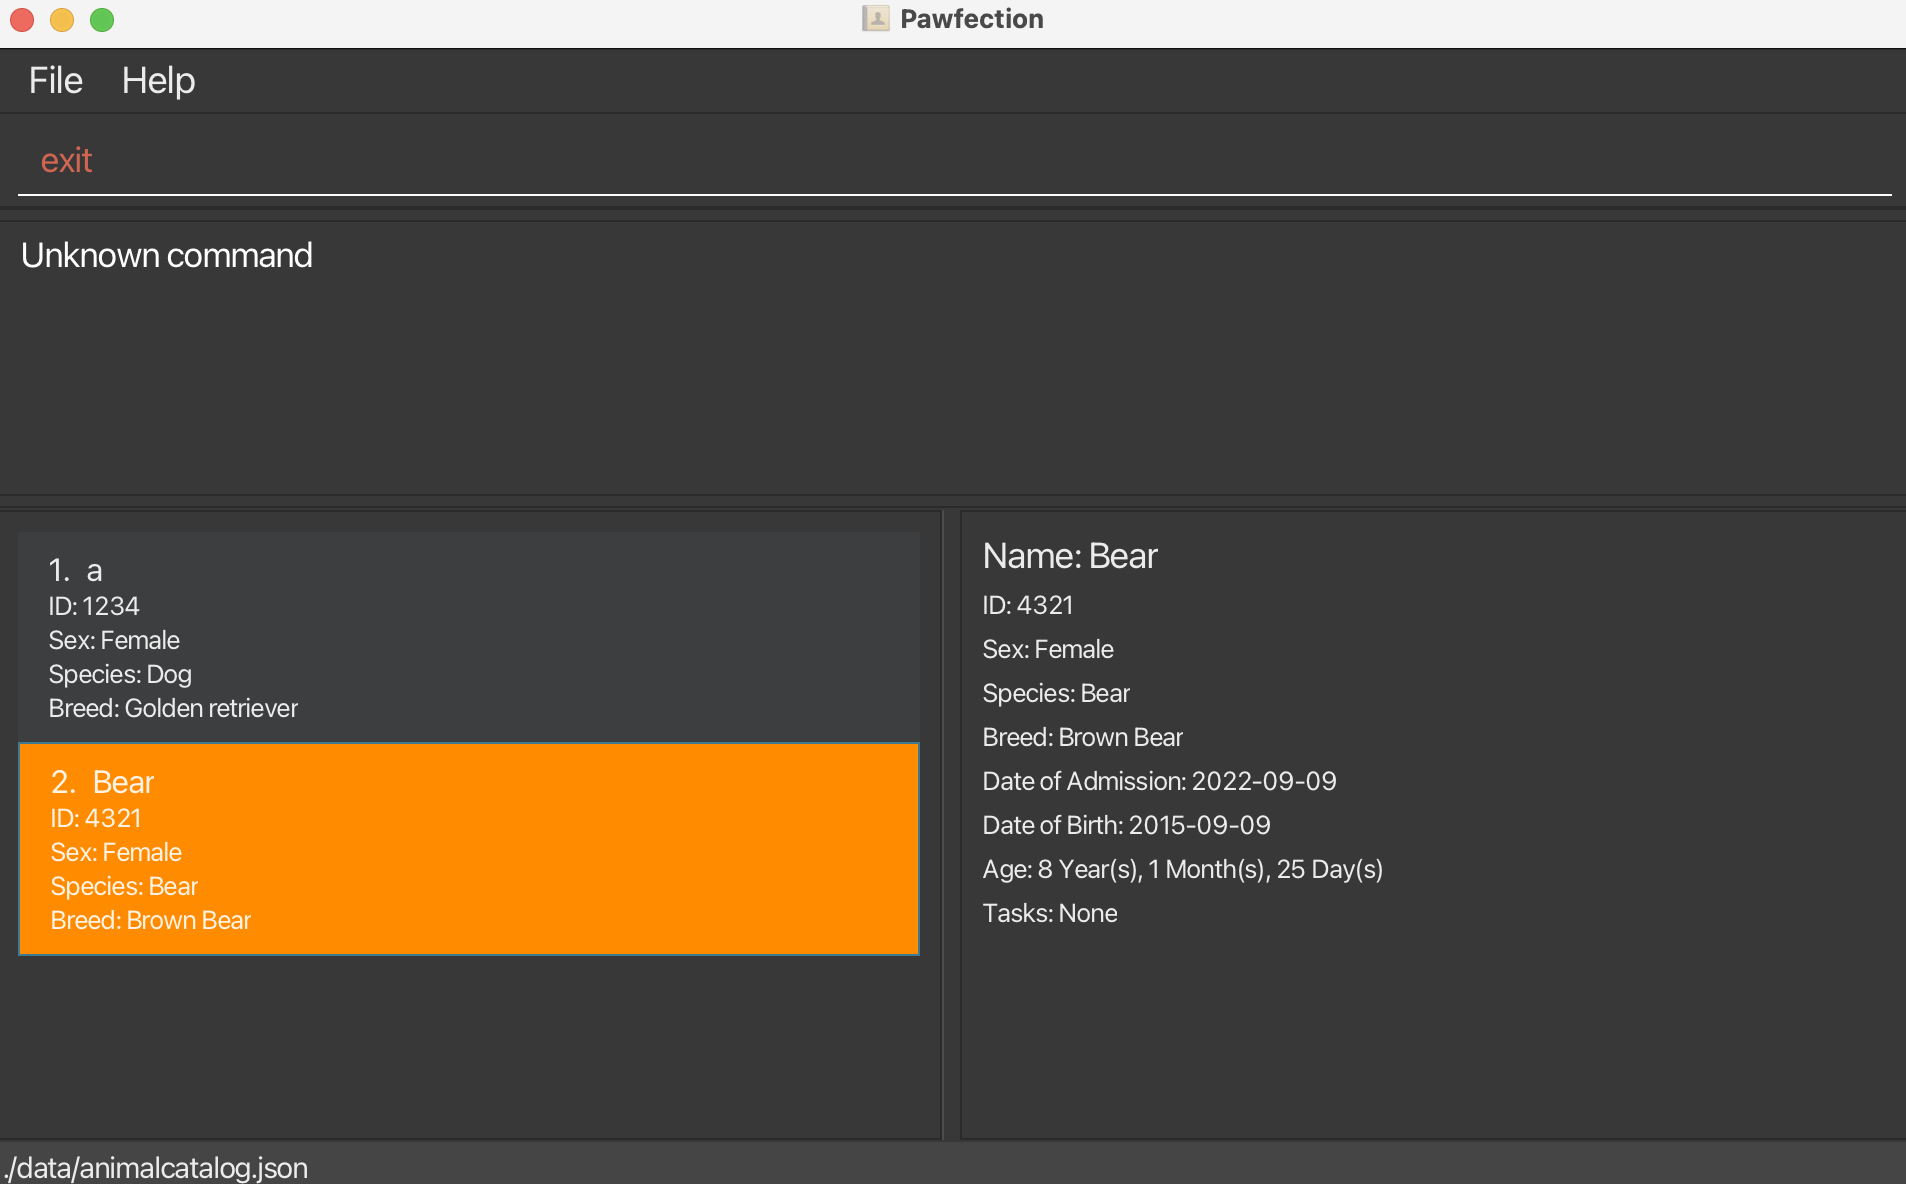 Pawfection
File Help
exit
Unknown command
1. a
ID: 1234
Sex: Female
Species: Dog
Breed: Golden retriever
2. Bear
ID: 4321
Sex: Female
Species: Bear
Breed: Brown Bear
Name: Bear
ID: 4321
Sex: Female
Species: Bear
Breed: Brown Bear
Date of Admission: 2022-09-09
Date of Birth: 2015-09-09
Age: 8 Year(s), 1 Month(s), 25 Day(s)
Tasks: None
./data/animalcatalog.json